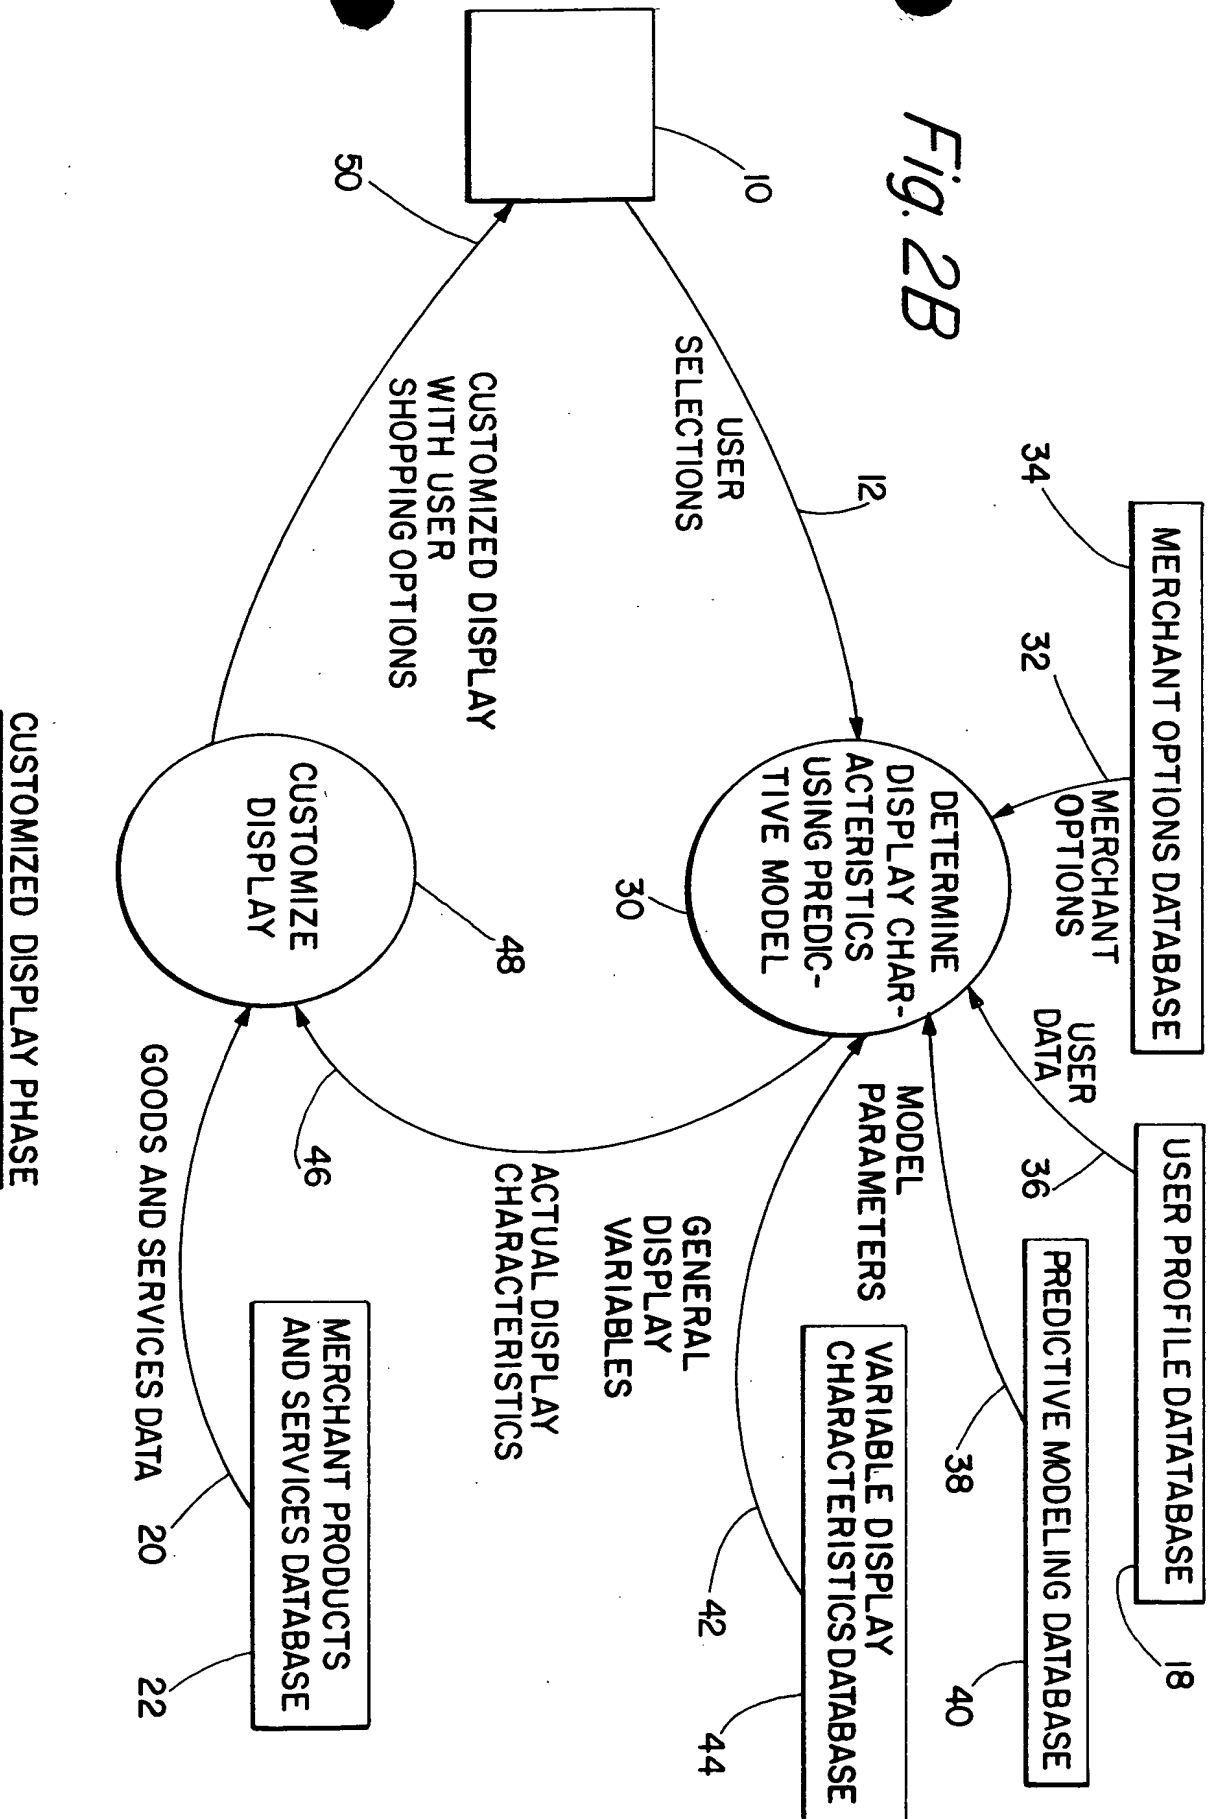 Fig. 2B
34
MERCHANT OPTIONS DATABASE
32
MERCHANT
OPTIONS
USER PROFILE DATATABASE
18
USER
DATA
36
PREDICTIVE MODELING DATABASE
40
38
MODEL
PARAMETERS
VARIABLE DISPLAY
CHARACTERISTICS DATABASE
44
42
GENERAL
DISPLAY
VARIABLES
10
12
USER
SELECTIONS
DETERMINE
DISPLAY CHAR-
ACTERISTICS
USING PREDIC-
TIVE MODEL
30
ACTUAL DISPLAY
CHARACTERISTICS
46
50
CUSTOMIZED DISPLAY
WITH USER
SHOPPING OPTIONS
48
CUSTOMIZE
DISPLAY
MERCHANT PRODUCTS
AND SERVICES DATABASE
22
GOODS AND SERVICES DATA
20
CUSTOMIZED DISPLAY PHASE